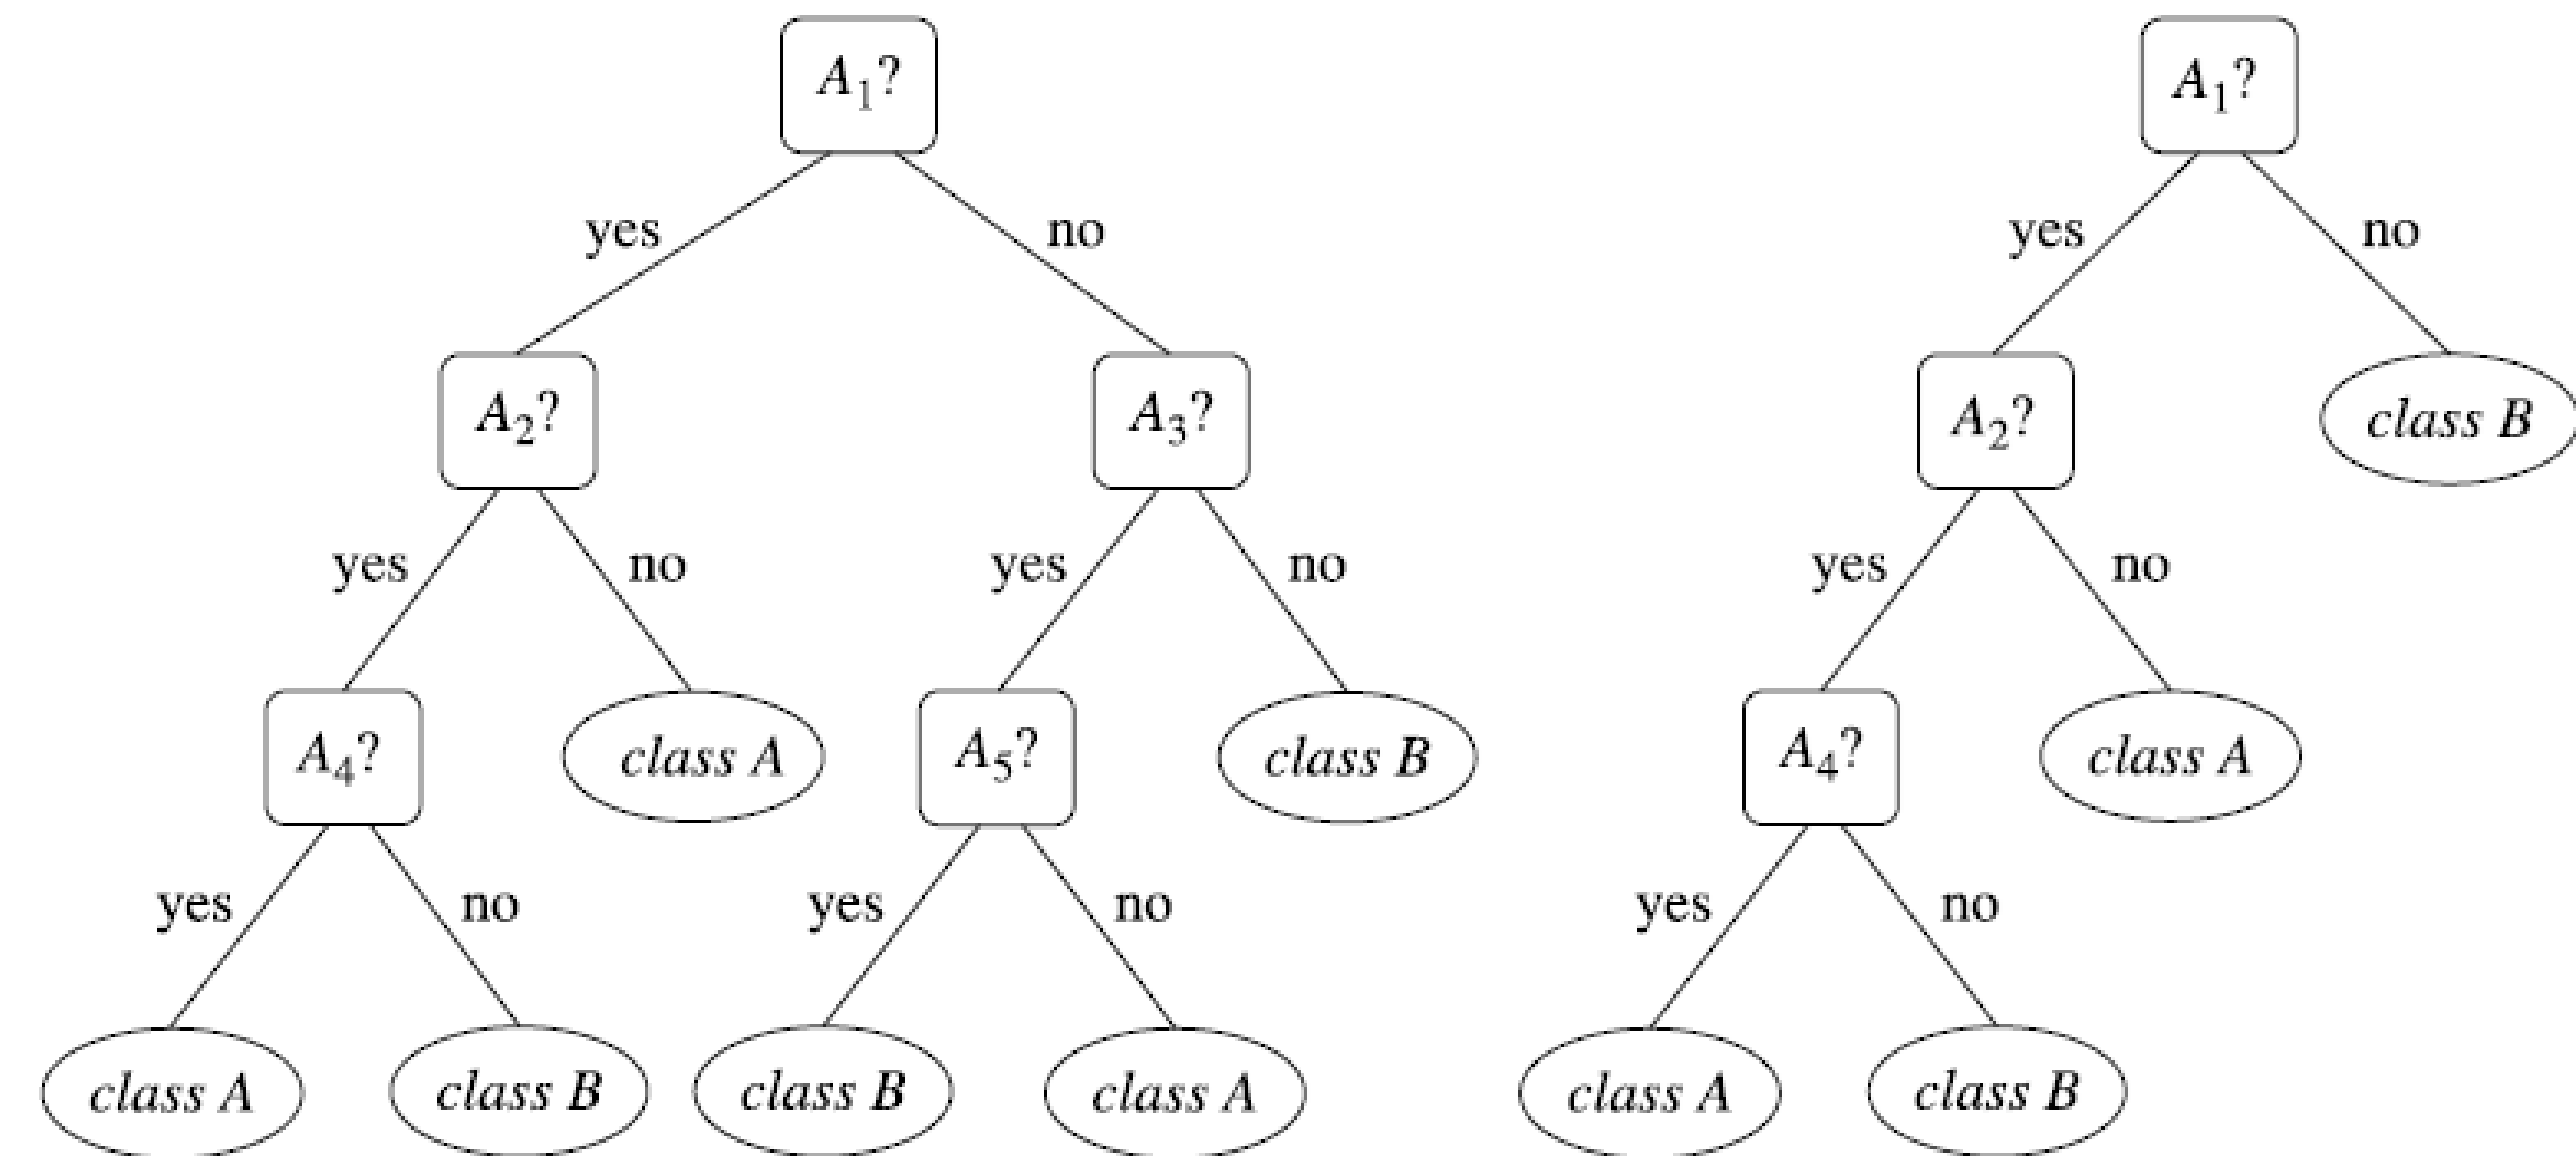 A₁? A₁?
yes no yes no
A₂? A₃? A₂? class B
yes no yes no yes no
A₄? class A A₅? class B A₄? class A
yes no yes no yes no
class A class B class B class A class A class B